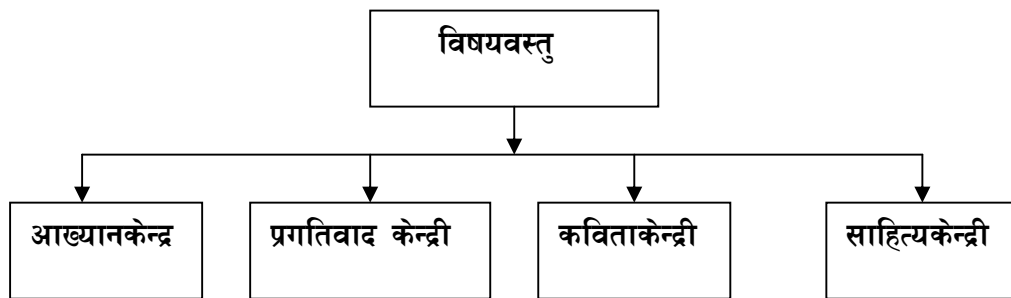 विषयवस्तु
आख्यानकेन्द्र
प्रगतिवाद केन्द्री
कविताकेन्द्री
साहित्यकेन्द्री